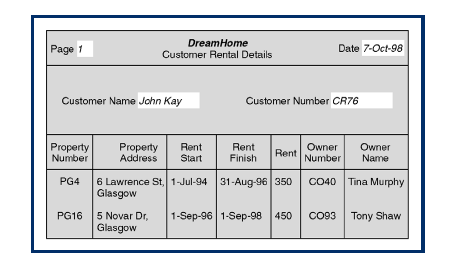 DreamHome
Page 1 Customer Rental Details Date 7-Oct-98
Customer Name John Kay Customer Number CR76
Property Number Property Address Rent Start Rent Finish Rent Owner Number Owner Name
PG4 6 Lawrence St, Glasgow 1-Jul-94 31-Aug-96 350 CO40 Tina Murphy
PG16 5 Novar Dr, Glasgow 1-Sep-96 1-Sep-98 450 CO93 Tony Shaw